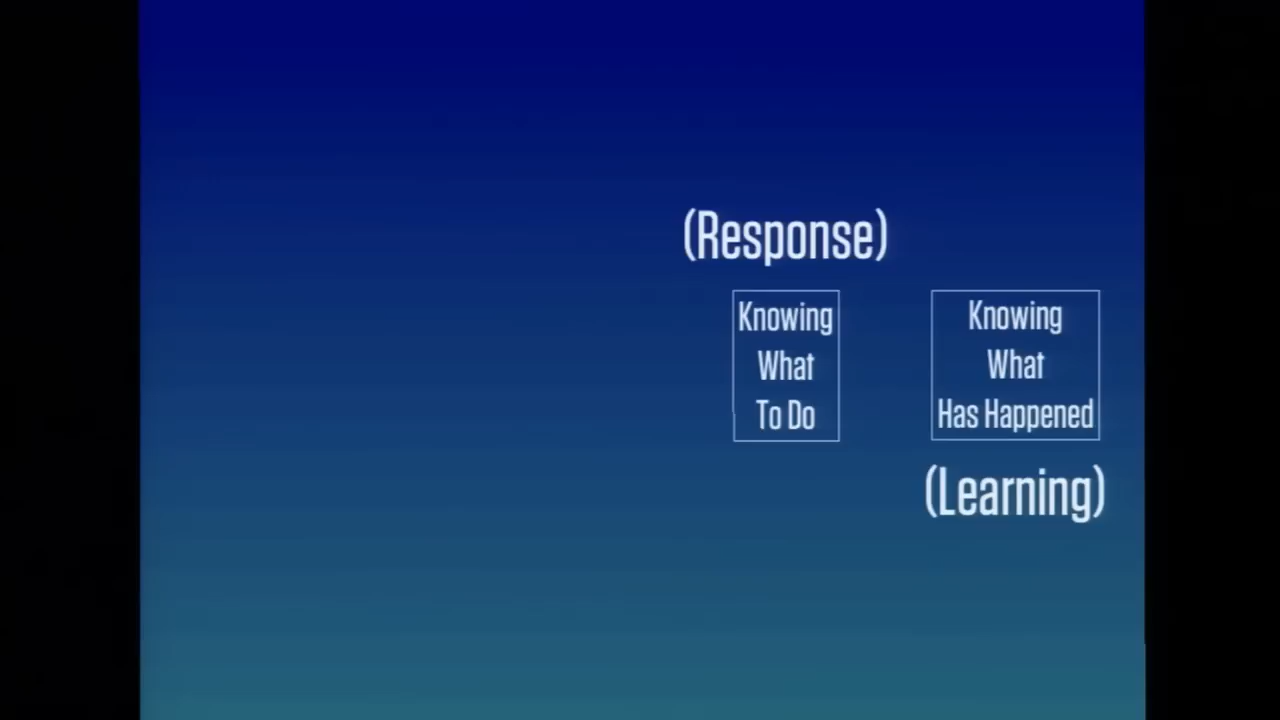 (Response)
Knowing
What
To Do
Knowing
What
Has Happened
(Learning)